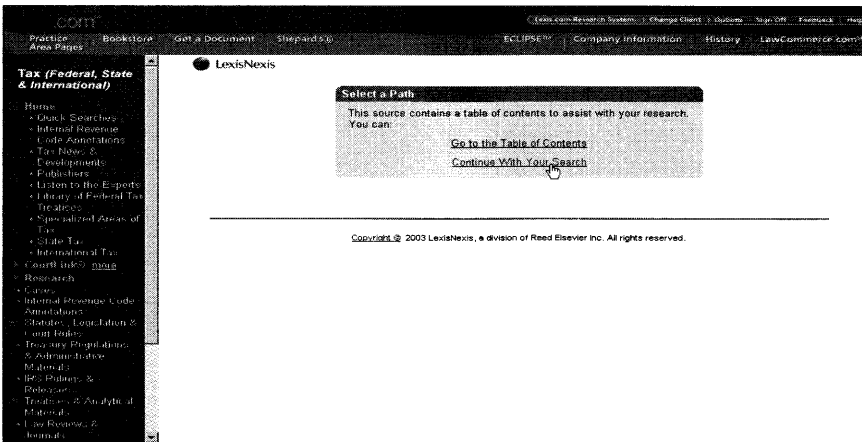 .com
Lexis.com Research System Change Client Options Sign Off Feedback Help
Practice Area Pages Bookstore Get a Document Shepard's® ECLIPSE™ Company Information History LawCommerce.com™
Tax (Federal, State
& International)
LexisNexis
Home
Quick Searches
Internal Revenue
Code Annotations
Tax News &
Developments
Publishers
Listen to the Experts
Library of Federal Tax
Treatises
Specialized Areas of
Tax
State Tax
International Tax
more
Research
Cases
Internal Revenue Code
Annotations
Statutes, Legislation &
Court Rules
Treasury Regulations
& Administrative
Materials
IRS Rulings &
Releases
Treatises & Analytical
Materials
Law Reviews &
Journals
Select a Path
This source contains a table of contents to assist with your research.
You can:
Go to the Table of Contents
Continue With Your Search
Copyright © 2003 LexisNexis, a division of Reed Elsevier Inc. All rights reserved.